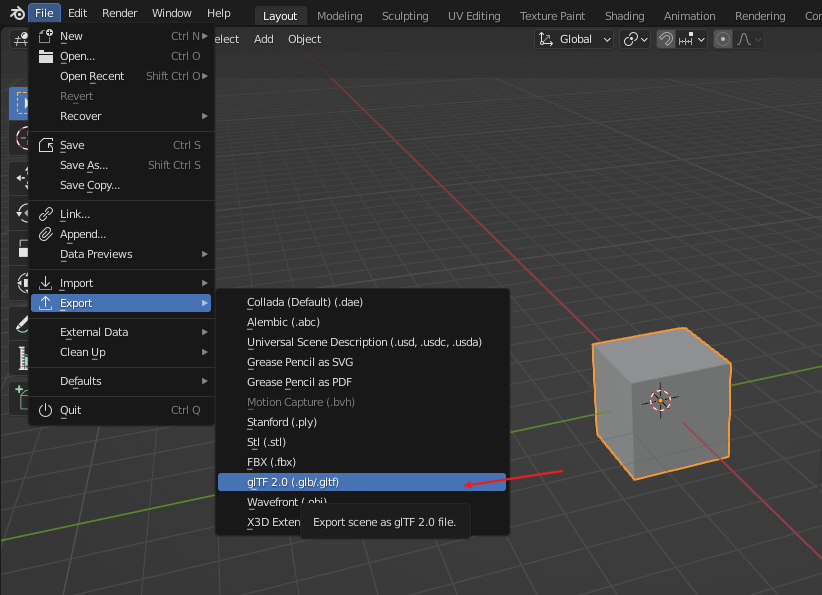 File Edit Render Window Help Layout Modeling Sculpting UV Editing Texture Paint Shading Animation Rendering
elect Add Object Global
New Ctrl N
Open... Ctrl O
Open Recent Shift Ctrl O
Revert
Recover
Save Ctrl S
Save As... Shift Ctrl S
Save Copy...
Link...
Append...
Data Previews
Import
Export
External Data
Clean Up
Defaults
Quit Ctrl Q
Collada (Default) (.dae)
Alembic (.abc)
Universal Scene Description (.usd, .usdc, .usda)
Grease Pencil as SVG
Grease Pencil as PDF
Motion Capture (.bvh)
Stanford (.ply)
Stl (.stl)
FBX (.fbx)
glTF 2.0 (.glb/.gltf)
Wavefront (.obj)
X3D Exten
Export scene as glTF 2.0 file.